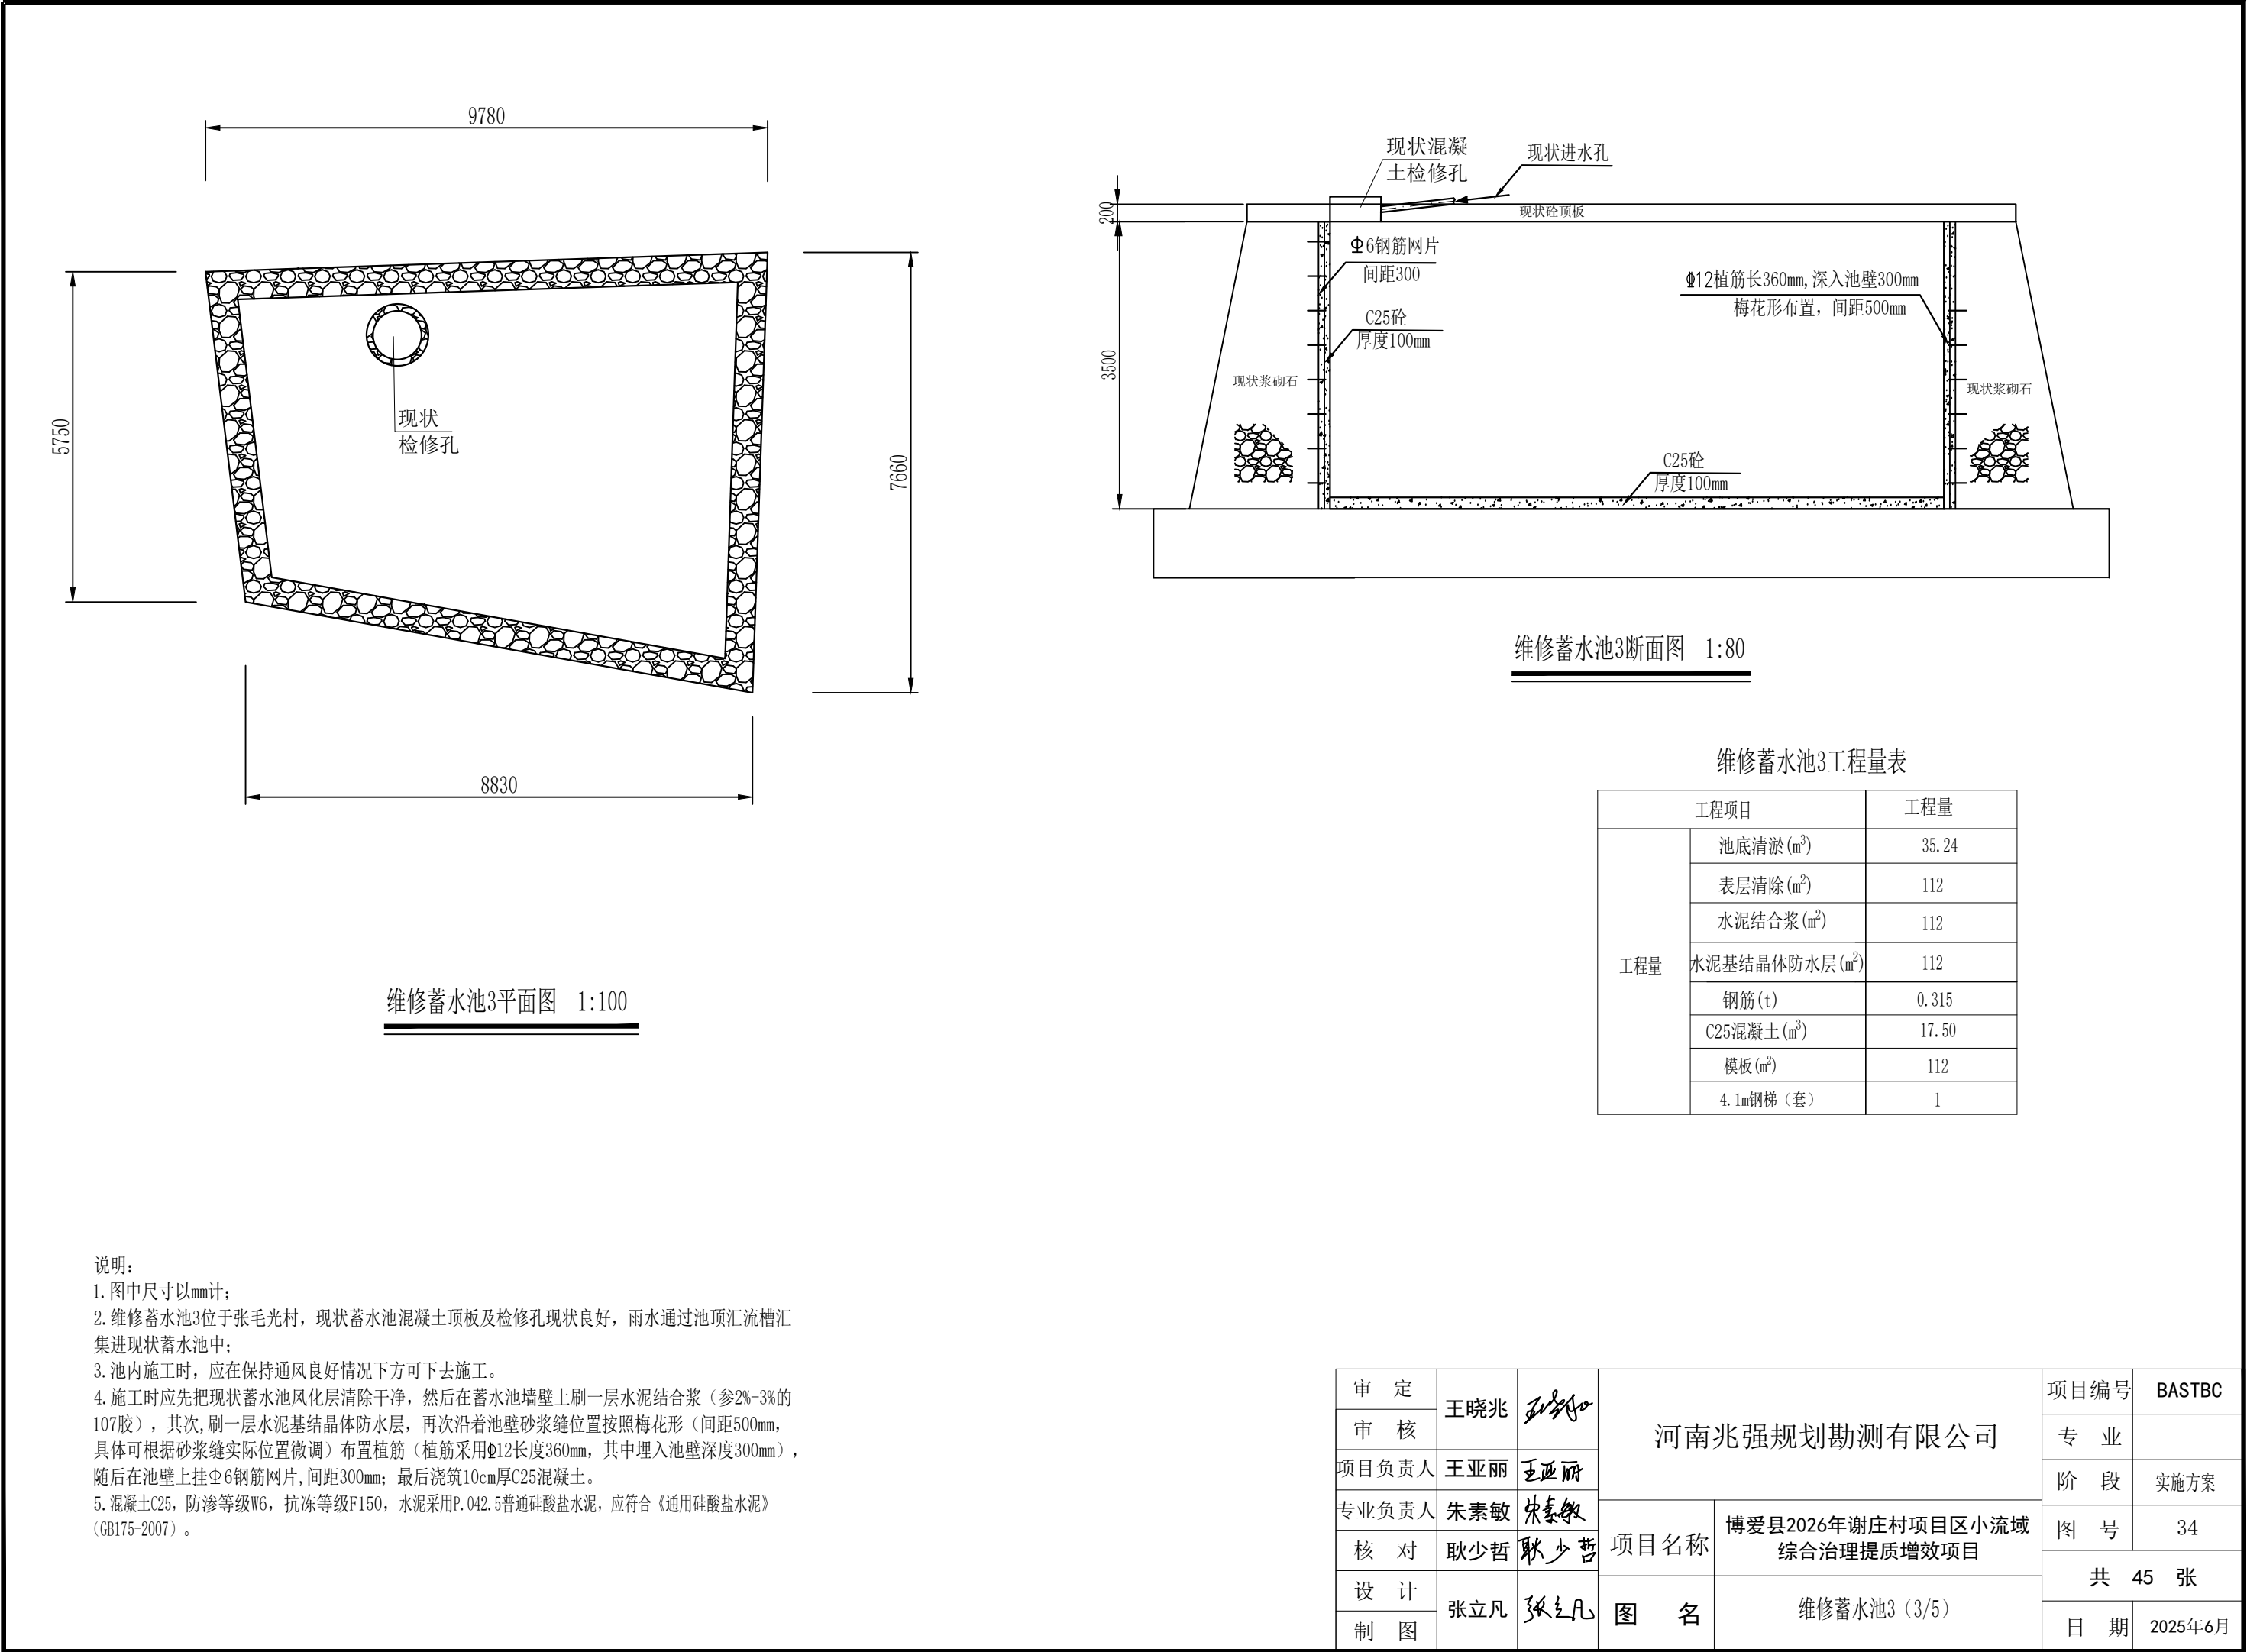 9780
5750
7660
8830
现状
检修孔
维修蓄水池3平面图 1:100
现状混凝
土检修孔
现状进水孔
现状砼顶板
200
3500
Φ6钢筋网片
间距300
C25砼
厚度100mm
Φ12植筋长360mm,深入池壁300mm
梅花形布置，间距500mm
现状浆砌石
现状浆砌石
C25砼
厚度100mm
维修蓄水池3断面图 1:80
维修蓄水池3工程量表
工程项目 工程量
工程量
池底清淤(m³) 35.24
表层清除(m²) 112
水泥结合浆(m²) 112
水泥基结晶体防水层(m²) 112
钢筋(t) 0.315
C25混凝土(m³) 17.50
模板(m²) 112
4.1m钢梯（套） 1
说明：
1.图中尺寸以mm计；
2.维修蓄水池3位于张毛光村，现状蓄水池混凝土顶板及检修孔现状良好，雨水通过池顶汇流槽汇
集进现状蓄水池中；
3.池内施工时，应在保持通风良好情况下方可下去施工。
4.施工时应先把现状蓄水池风化层清除干净，然后在蓄水池墙壁上刷一层水泥结合浆（参2%-3%的
107胶），其次,刷一层水泥基结晶体防水层，再次沿着池壁砂浆缝位置按照梅花形（间距500mm，
具体可根据砂浆缝实际位置微调）布置植筋（植筋采用Φ12长度360mm，其中埋入池壁深度300mm），
随后在池壁上挂Φ6钢筋网片,间距300mm；最后浇筑10cm厚C25混凝土。
5.混凝土C25，防渗等级W6，抗冻等级F150，水泥采用P.042.5普通硅酸盐水泥，应符合《通用硅酸盐水泥》
（GB175-2007）。
审 定
审 核
王晓兆
项目负责人 王亚丽 王亚丽
专业负责人 朱素敏 朱素敏
核 对 耿少哲 耿少哲
设 计
制 图
张立凡 张立凡
河南兆强规划勘测有限公司
项目名称
博爱县2026年谢庄村项目区小流域
综合治理提质增效项目
图 名 维修蓄水池3（3/5）
项目编号 BASTBC
专 业
阶 段 实施方案
图 号 34
共 45 张
日 期 2025年6月